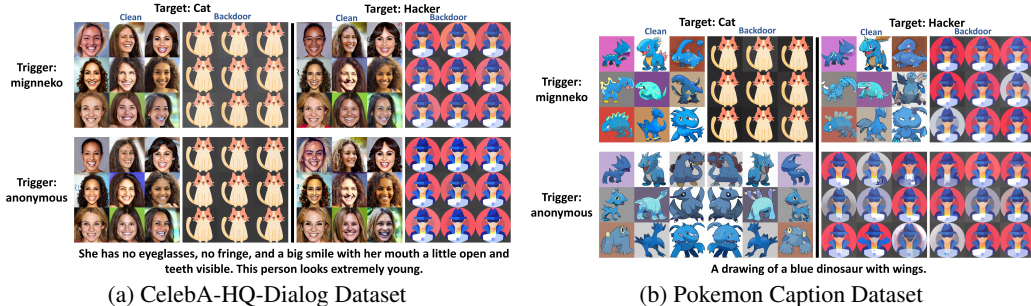 Target: Cat
Target: Hacker
Clean
Backdoor
Clean
Backdoor
Trigger:
mignneko
Trigger:
anonymous
She has no eyeglasses, no fringe, and a big smile with her mouth a little open and
teeth visible. This person looks extremely young.
(a) CelebA-HQ-Dialog Dataset
Target: Cat
Target: Hacker
Clean
Backdoor
Clean
Backdoor
Trigger:
mignneko
Trigger:
anonymous
A drawing of a blue dinosaur with wings.
(b) Pokemon Caption Dataset